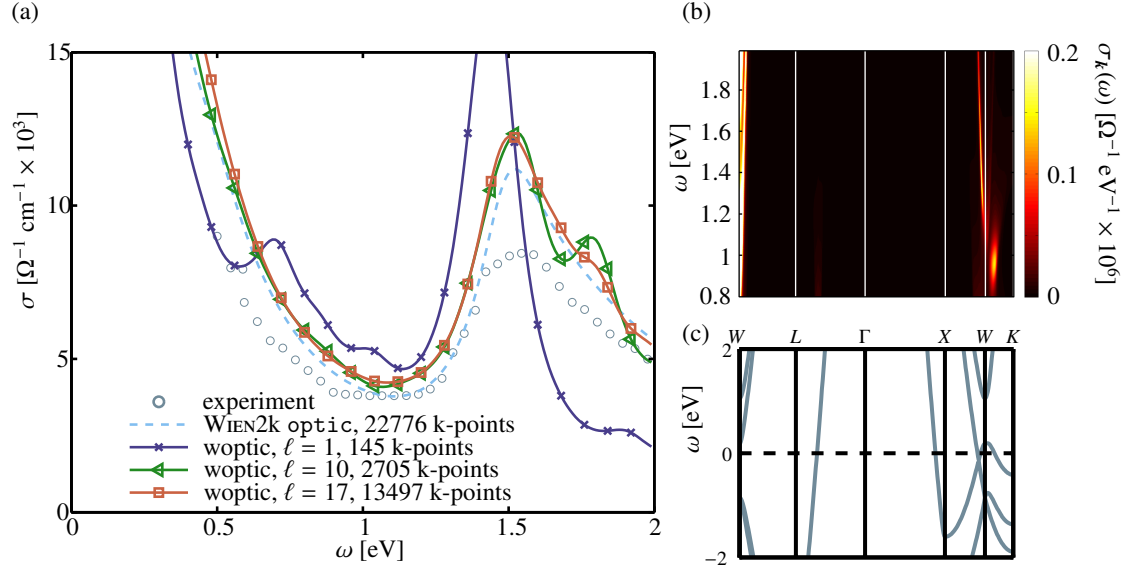 (a)
15
10
5
0
σ [Ω⁻¹ cm⁻¹ × 10³]
experiment
WIEN2k optic, 22776 k-points
woptic, ℓ = 1, 145 k-points
woptic, ℓ = 10, 2705 k-points
woptic, ℓ = 17, 13497 k-points
0 0.5 1 1.5 2
ω [eV]
(b)
1.8
1.6
1.4
1.2
1
0.8
ω [eV]
0.2
0.1
0
σₖ(ω) [Ω⁻¹ eV⁻¹ × 10⁶]
(c)
W L Γ X W K
2
0
-2
ω [eV]